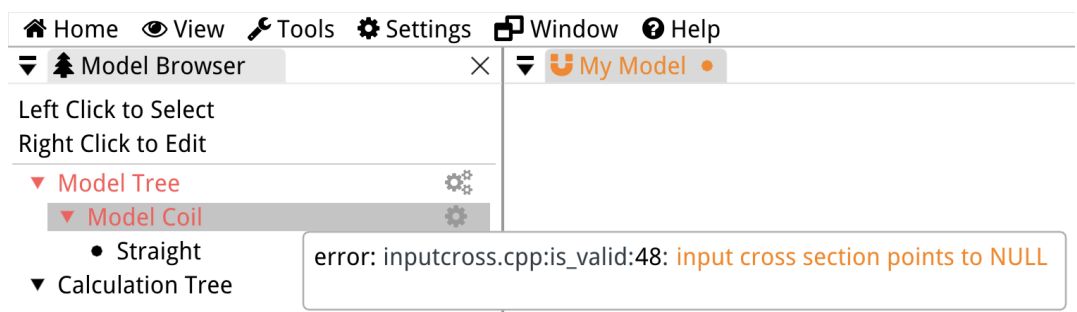 Home View Tools Settings Window Help
Model Browser
My Model
Left Click to Select
Right Click to Edit
Model Tree
Model Coil
Straight
error: inputcross.cpp:is_valid:48: input cross section points to NULL
Calculation Tree